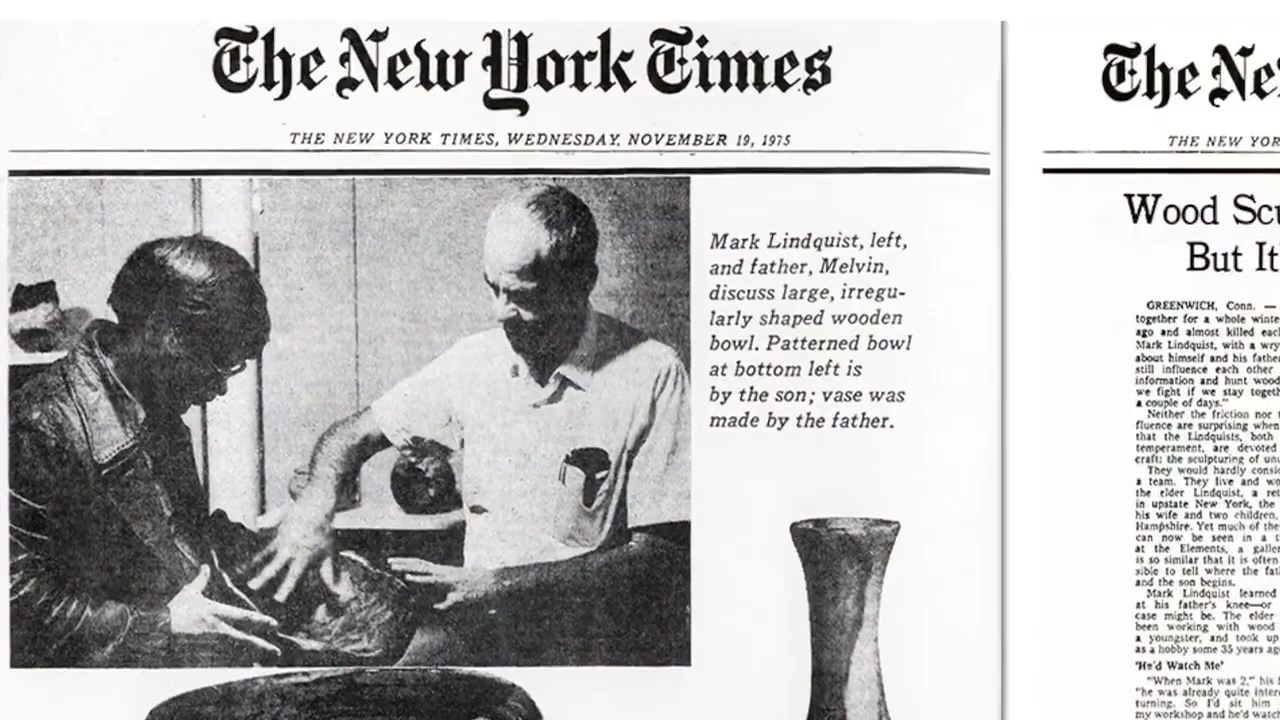 The New York Times
THE NEW YORK TIMES, WEDNESDAY, NOVEMBER 19, 1975
Mark Lindquist, left,
and father, Melvin,
discuss large, irregu-
larly shaped wooden
bowl. Patterned bowl
at bottom left is
by the son; vase was
made by the father.
The Ne
THE NEW YOR
Wood Scu
But It
GREENWICH, Conn. —
together for a whole winte
ago and almost killed eac
Mark Lindquist, with a wry
about himself and his father
still influence each other
information and hunt wood
we fight if we stay togeth
a couple of days."
Neither the friction nor
fluence are surprising when
that the Lindquists, both
temperament, are devoted
craft: the sculpturing of unu
They would hardly consid
a team. They live and wo
the elder Lindquist, a ret
in upstate New York, the
his wife and two children,
Hampshire. Yet much of the
can now be seen in a t
at the Elements, a galler
is so similar that it is often
sible to tell where the fat
and the son begins.
Mark Lindquist learned
at his father's knee—or
case might be. The elder
been working with wood
a youngster, and took up
as a hobby some 35 years ago
'He'd Watch Me'
"When Mark was 2," his f
"he was already quite inter
turning. So I'd sit him
my workshop and he'd watch